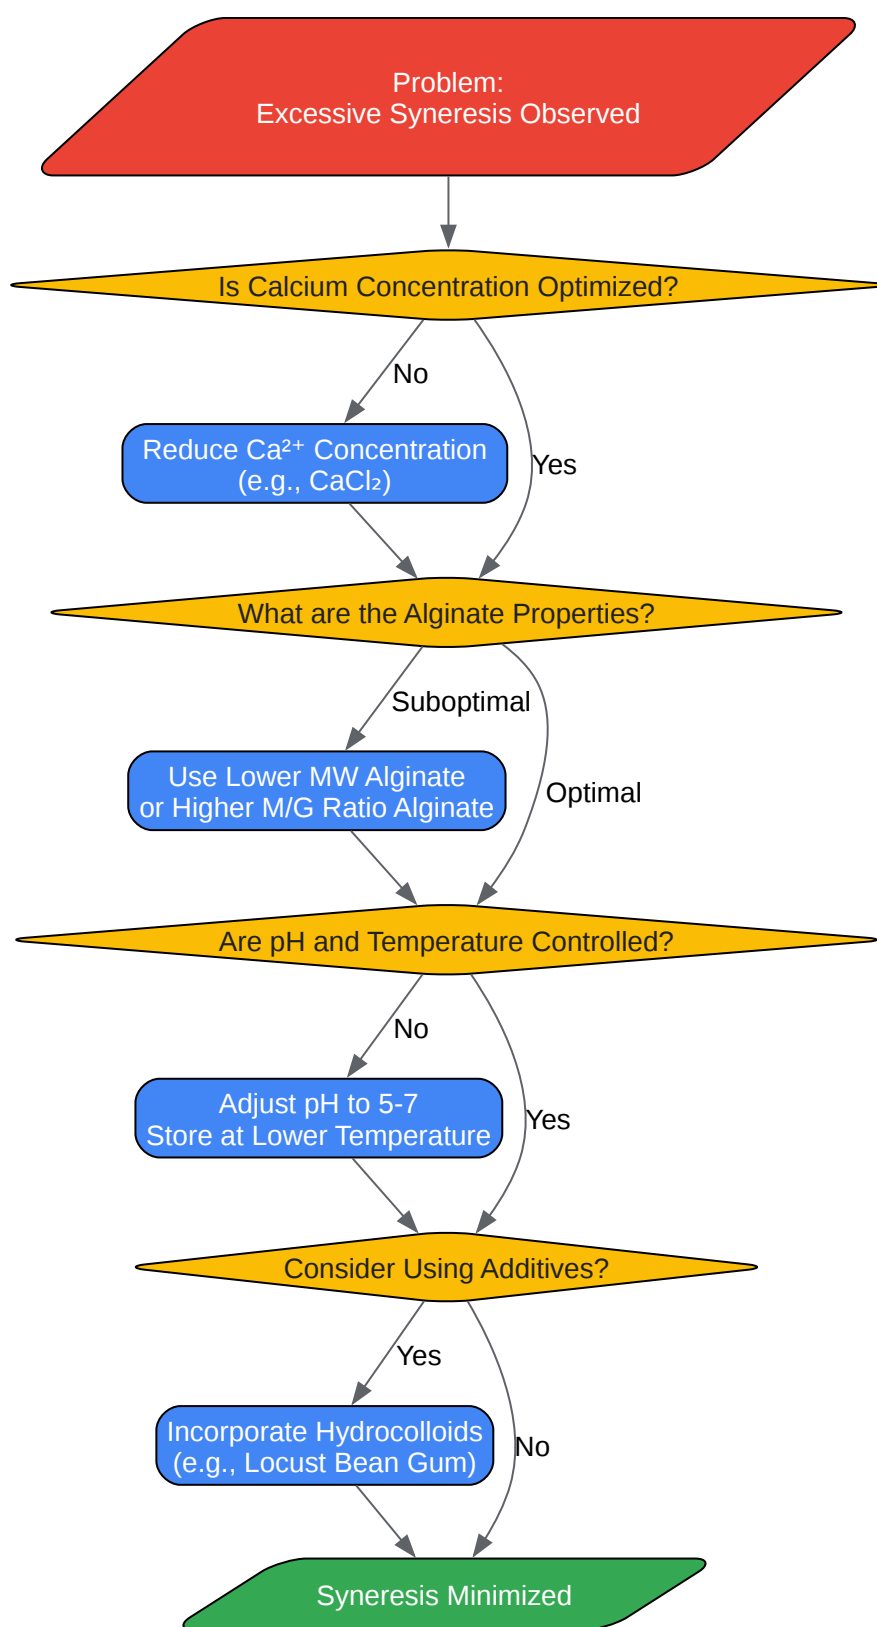 Problem:
Excessive Syneresis Observed
Is Calcium Concentration Optimized?
No
Reduce Ca²⁺ Concentration
(e.g., CaCl₂)
Yes
What are the Alginate Properties?
Suboptimal
Use Lower MW Alginate
or Higher M/G Ratio Alginate
Optimal
Are pH and Temperature Controlled?
No
Adjust pH to 5-7
Store at Lower Temperature
Yes
Consider Using Additives?
Yes
Incorporate Hydrocolloids
(e.g., Locust Bean Gum)
No
Syneresis Minimized